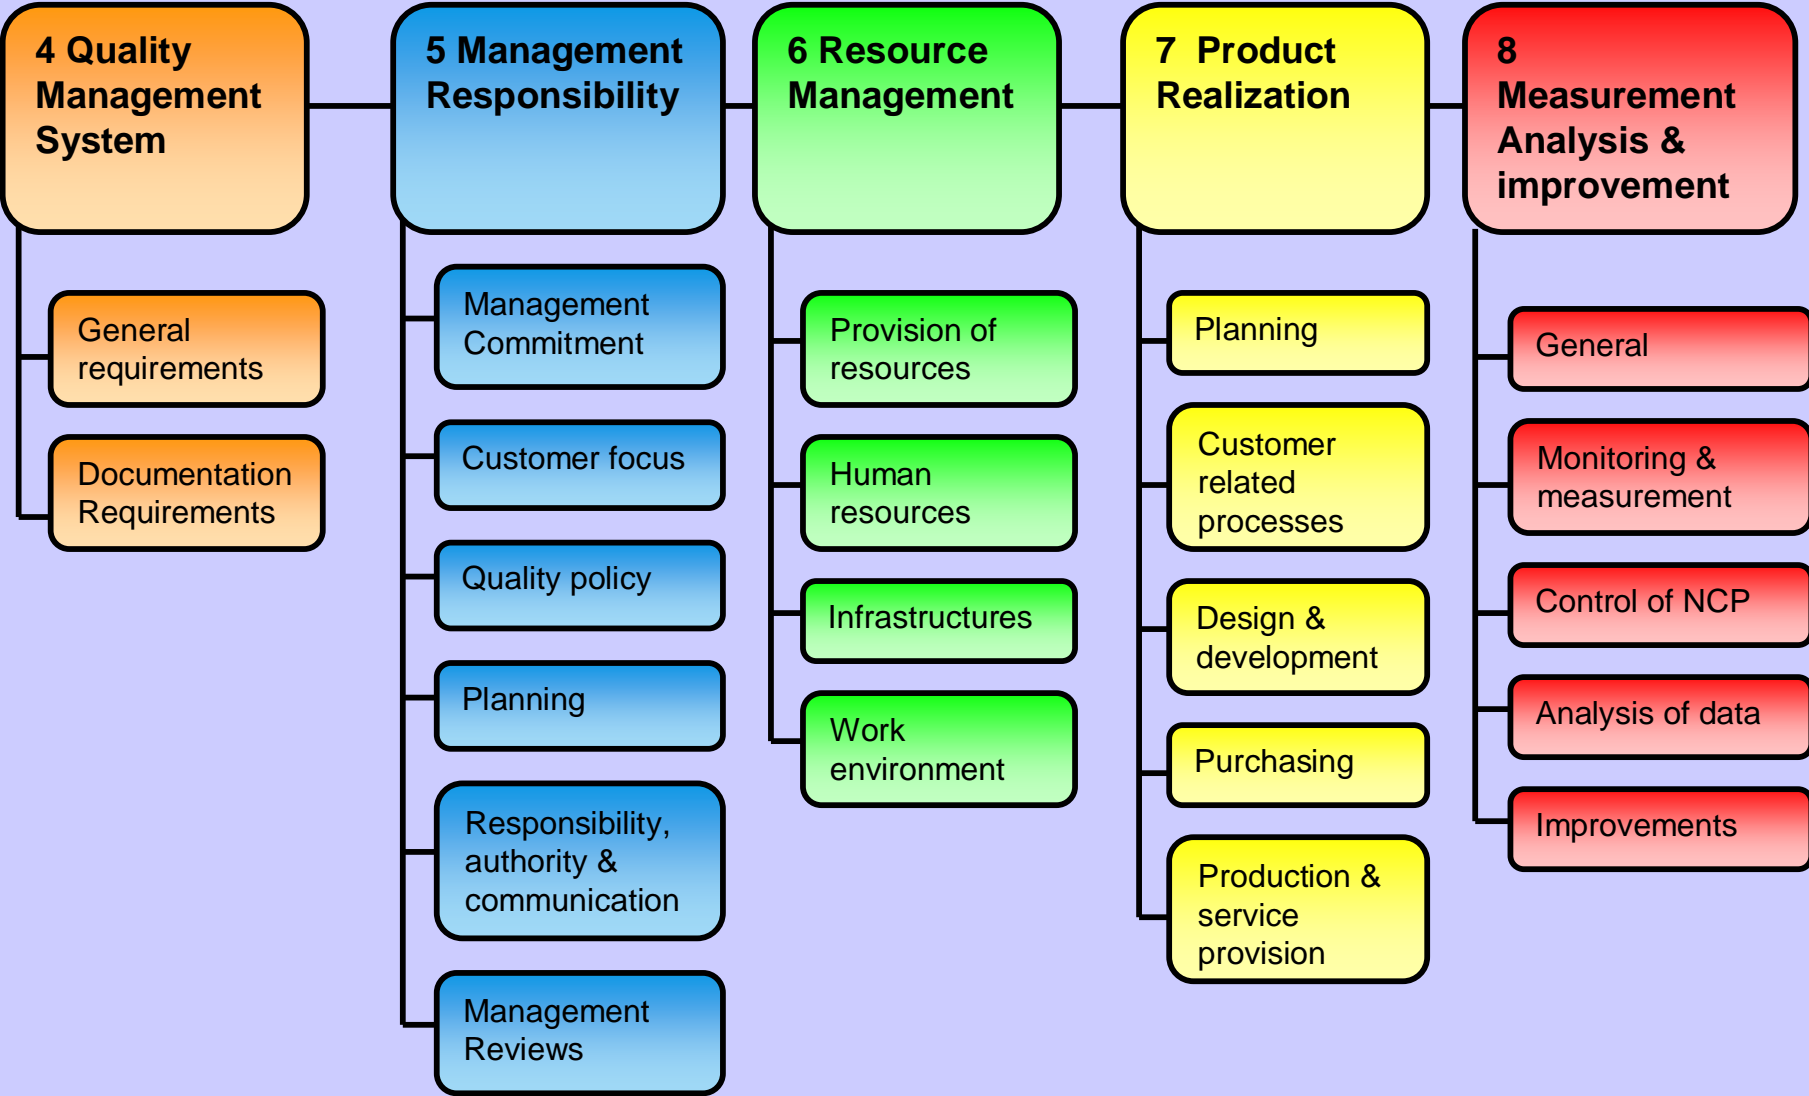 4 Quality
Management
System
General
requirements
Documentation
Requirements
5 Management
Responsibility
Management
Commitment
Customer focus
Quality policy
Planning
Responsibility,
authority &
communication
Management
Reviews
6 Resource
Management
Provision of
resources
Human
resources
Infrastructures
Work
environment
7 Product
Realization
Planning
Customer
related
processes
Design &
development
Purchasing
Production &
service
provision
8
Measurement
Analysis &
improvement
General
Monitoring &
measurement
Control of NCP
Analysis of data
Improvements